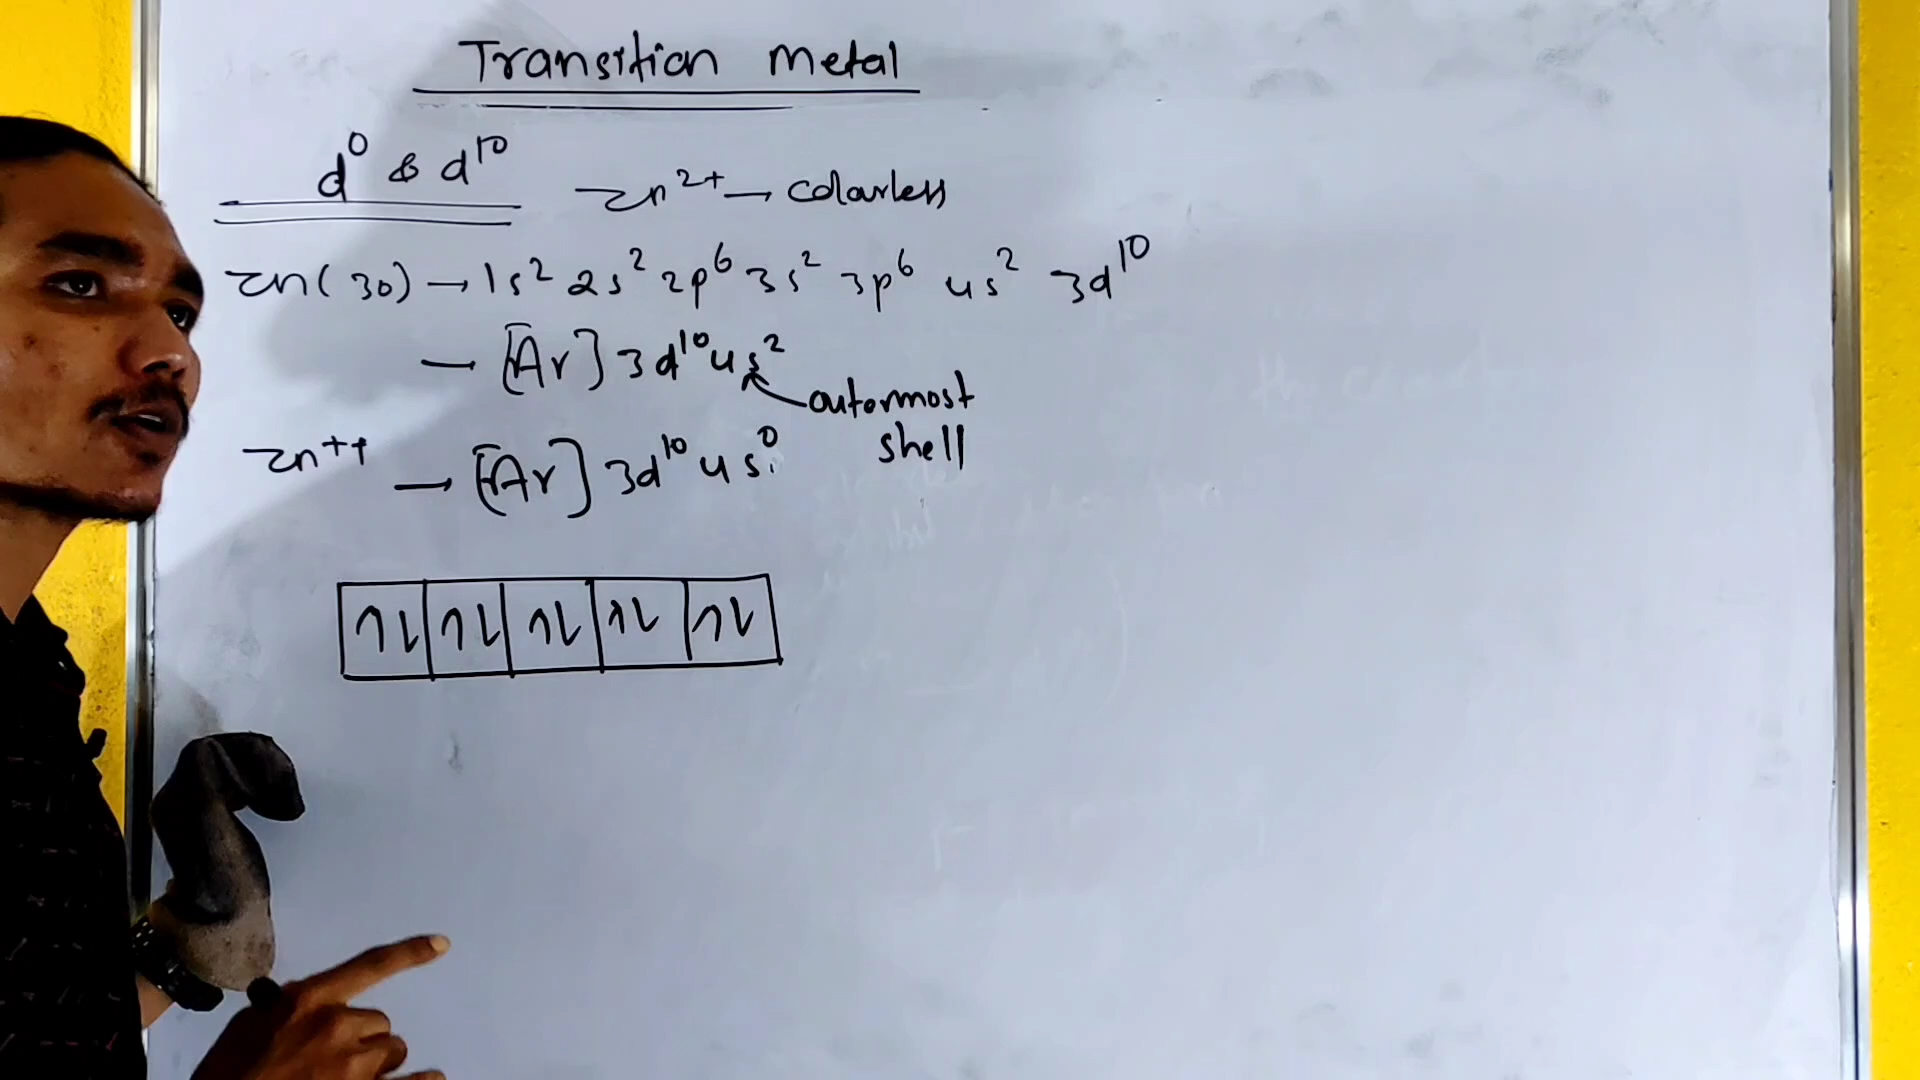 Transition Metal
d⁰ & d¹⁰
Zn²⁺ → colourless
Zn(30) → 1s² 2s² 2p⁶ 3s² 3p⁶ 4s² 3d¹⁰
→ [Ar] 3d¹⁰ 4s²
outermost
shell
Zn⁺⁺ → [Ar] 3d¹⁰ 4s⁰
↑↓ ↑↓ ↑↓ ↑↓ ↑↓